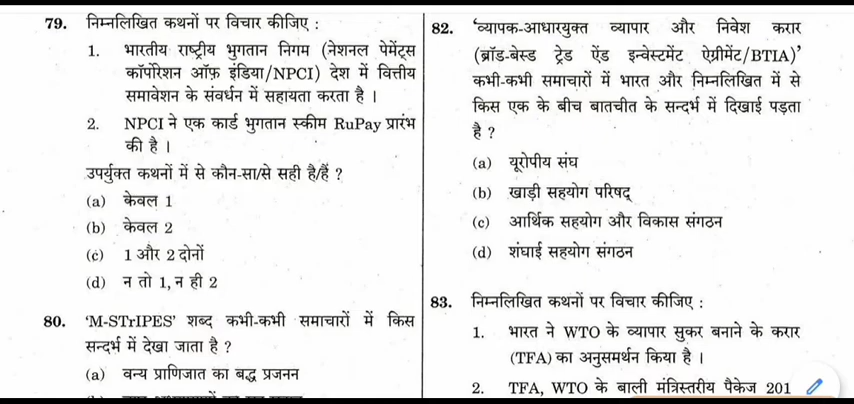 79. निम्नलिखित कथनों पर विचार कीजिए :
1. भारतीय राष्ट्रीय भुगतान निगम (नेशनल पेमेंट्स
कॉर्पोरेशन ऑफ़ इंडिया/NPCI) देश में वित्तीय
समावेशन के संवर्धन में सहायता करता है ।
2. NPCI ने एक कार्ड भुगतान स्कीम RuPay प्रारंभ
की है ।
उपर्युक्त कथनों में से कौन-सा/से सही है/हैं ?
(a) केवल 1
(b) केवल 2
(c) 1 और 2 दोनों
(d) न तो 1, न ही 2
80. ‘M-STrIPES’ शब्द कभी-कभी समाचारों में किस
सन्दर्भ में देखा जाता है ?
(a) वन्य प्राणिजात का बद्ध प्रजनन
82. ‘व्यापक-आधारयुक्त व्यापार और निवेश करार
(ब्रॉड-बेस्ड ट्रेड ऐंड इन्वेस्टमेंट ऐग्रीमेंट/BTIA)’
कभी-कभी समाचारों में भारत और निम्नलिखित में से
किस एक के बीच बातचीत के सन्दर्भ में दिखाई पड़ता
है ?
(a) यूरोपीय संघ
(b) खाड़ी सहयोग परिषद्
(c) आर्थिक सहयोग और विकास संगठन
(d) शंघाई सहयोग संगठन
83. निम्नलिखित कथनों पर विचार कीजिए :
1. भारत ने WTO के व्यापार सुकर बनाने के करार
(TFA) का अनुसमर्थन किया है ।
2. TFA, WTO के बाली मंत्रिस्तरीय पैकेज 201